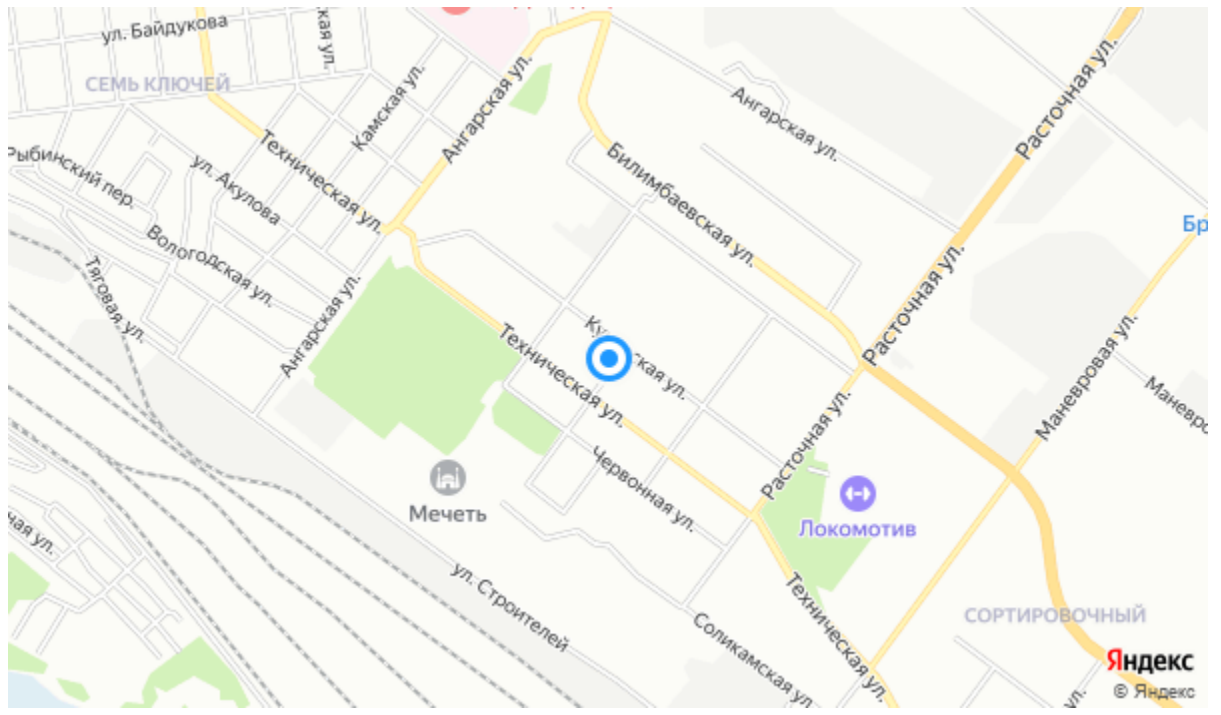 ул. Байдукова
СЕМЬ КЛЮЧЕЙ
Камская ул.
Ангарская ул.
Ангарская ул.
Расточная ул.
Рыбинский пер.
ул. Акулова
Техническая ул.
Билимбаевская ул.
Вологодская ул.
Тяговая ул.
Ангарская ул.
Расточная ул.
Маневровая ул.
Техническая ул.
Расточная ул.
Червонная ул.
Мечеть
Локомотив
ул. Строителей
Соликамская ул.
Техническая ул.
СОРТИРОВОЧНЫЙ
Яндекс
© Яндекс